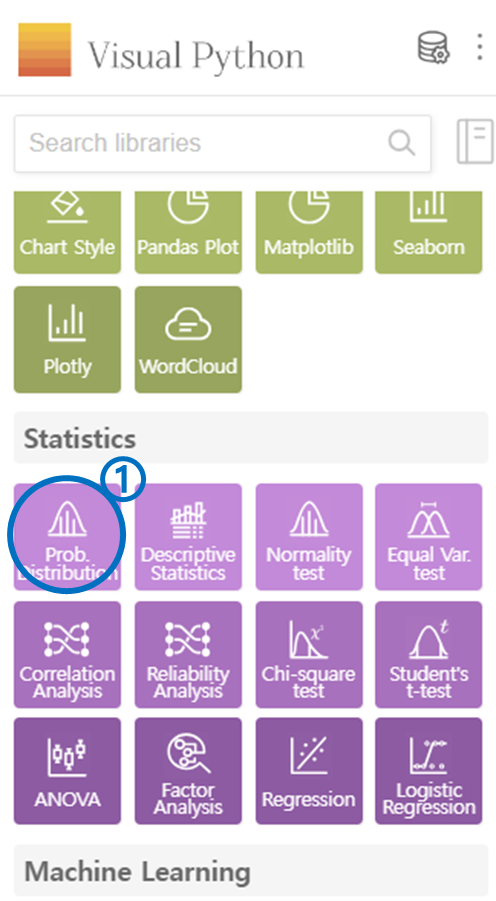 Visual Python
Search libraries
Chart Style
Pandas Plot
Matplotlib
Seaborn
Plotly
WordCloud
Statistics
1
Prob.
Distribution
Descriptive
Statistics
Normality
test
Equal Var.
test
Correlation
Analysis
Reliability
Analysis
x²
Chi-square
test
t
Student's
t-test
ANOVA
Factor
Analysis
Regression
Logistic
Regression
Machine Learning